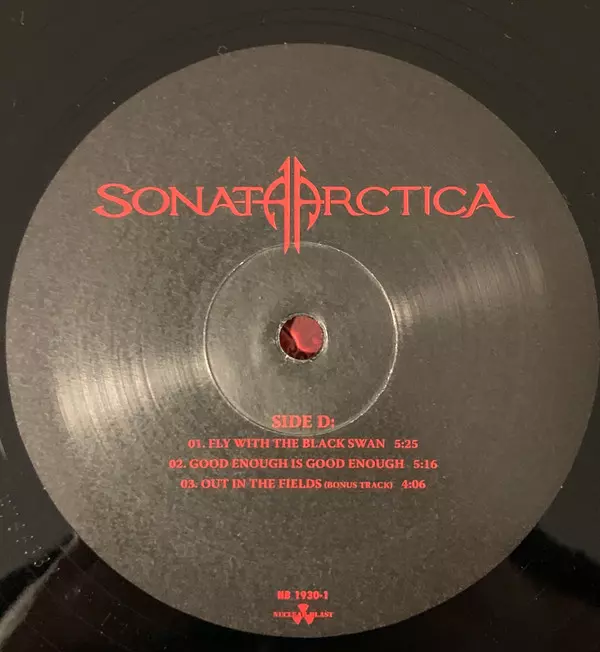 SONATA ARCTICA
SIDE D:
01. FLY WITH THE BLACK SWAN 5:25
02. GOOD ENOUGH IS GOOD ENOUGH 5:16
03. OUT IN THE FIELDS (BONUS TRACK) 4:06
NB 1930-1
NUCLEAR BLAST